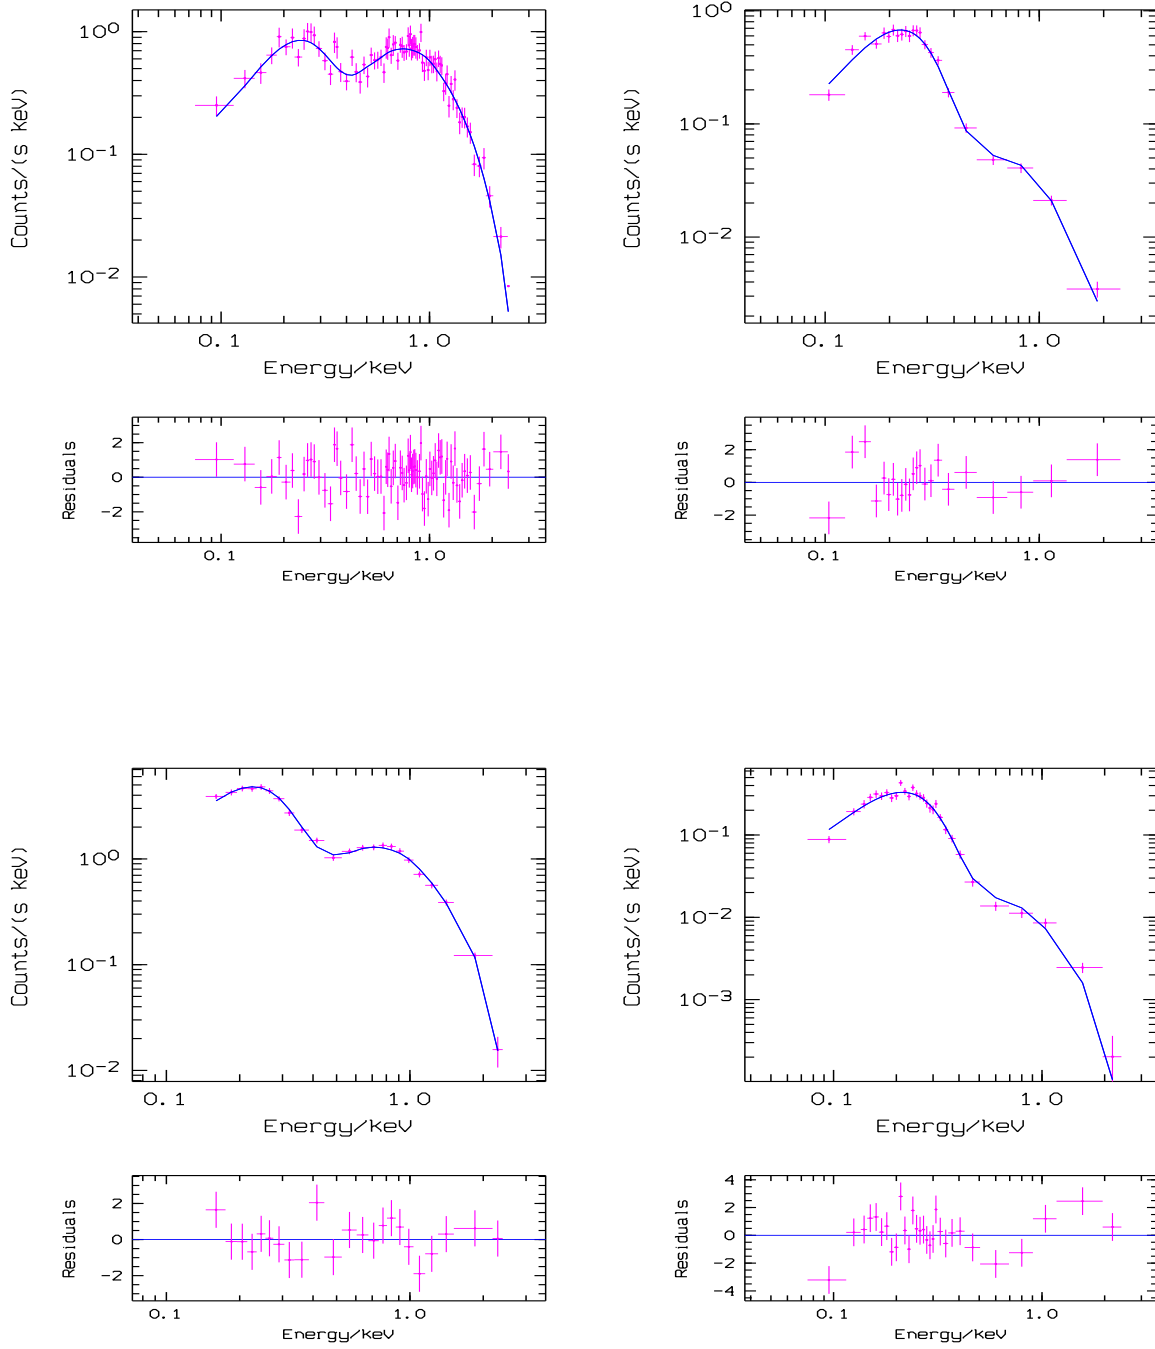 10⁰
10⁻¹
10⁻²
Counts/(s keV)
0.1 1.0
Energy/keV
2
0
-2
Residuals
0.1 1.0
Energy/keV
10⁰
10⁻¹
10⁻²
Counts/(s keV)
0.1 1.0
Energy/keV
2
0
-2
Residuals
0.1 1.0
Energy/keV
10⁰
10⁻¹
10⁻²
Counts/(s keV)
0.1 1.0
Energy/keV
2
0
-2
Residuals
0.1 1.0
Energy/keV
10⁻¹
10⁻²
10⁻³
Counts/(s keV)
0.1 1.0
Energy/keV
4
2
0
-2
-4
Residuals
0.1 1.0
Energy/keV